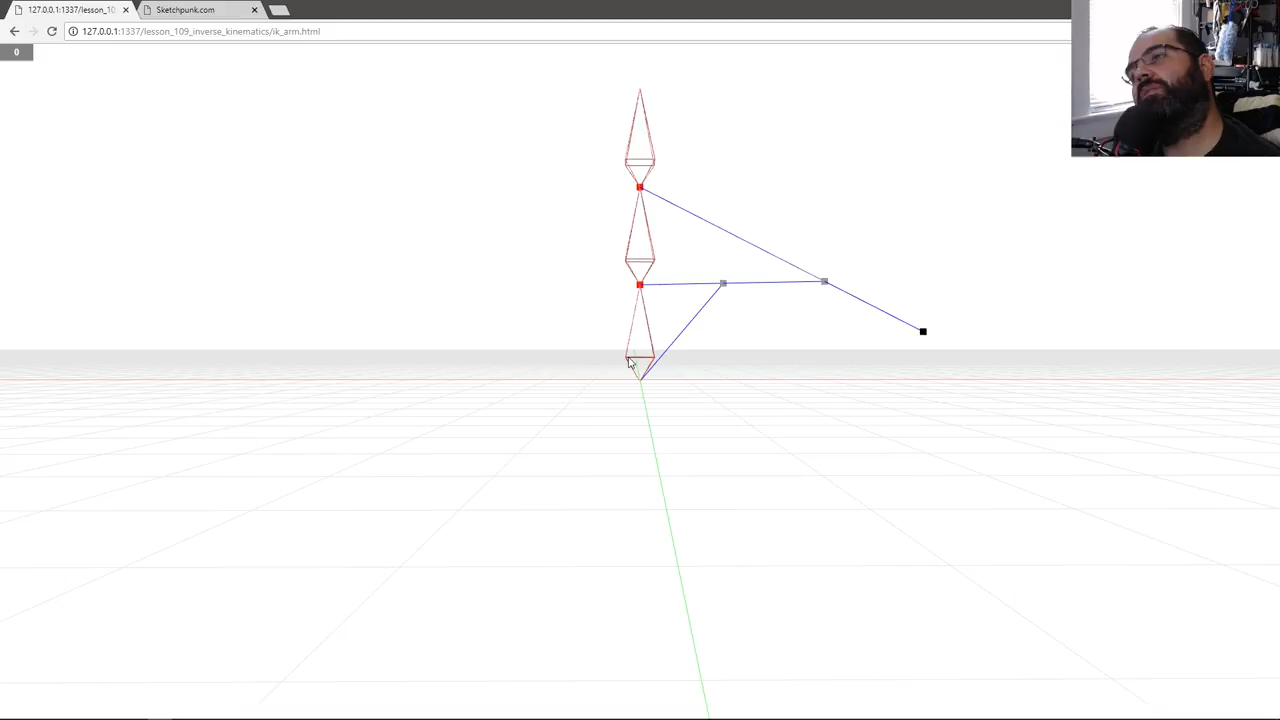 127.0.0.1:1337/lesson_10
Sketchpunk.com
127.0.0.1:1337/lesson_109_inverse_kinematics/ik_arm.html
0